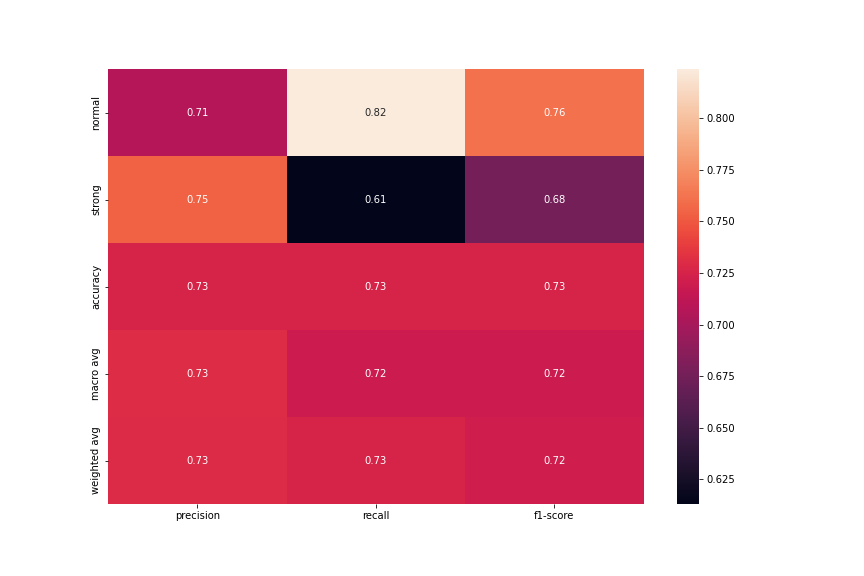 normal 0.71 0.82 0.76
strong 0.75 0.61 0.68
accuracy 0.73 0.73 0.73
macro avg 0.73 0.72 0.72
weighted avg 0.73 0.73 0.72
precision recall f1-score
0.800
0.775
0.750
0.725
0.700
0.675
0.650
0.625